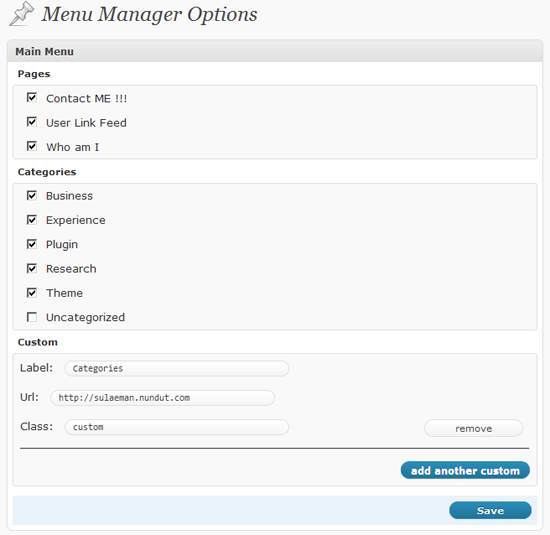 Menu Manager Options
Main Menu
Pages
Contact ME !!!
User Link Feed
Who am I
Categories
Business
Experience
Plugin
Research
Theme
Uncategorized
Custom
Label: Categories
Url: http://sulaeman.nundut.com
Class: custom remove
add another custom
Save